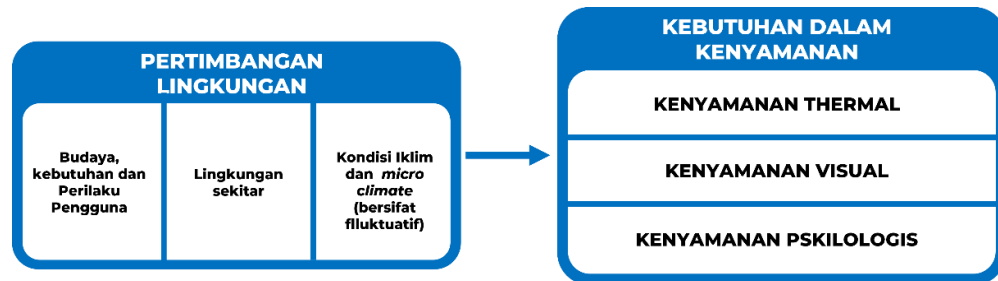 PERTIMBANGAN
LINGKUNGAN
Budaya,
kebutuhan dan
Perilaku
Pengguna
Lingkungan
sekitar
Kondisi Iklim
dan micro
climate
(bersifat
flluktuatif)
KEBUTUHAN DALAM
KENYAMANAN
KENYAMANAN THERMAL
KENYAMANAN VISUAL
KENYAMANAN PSKILOLOGIS